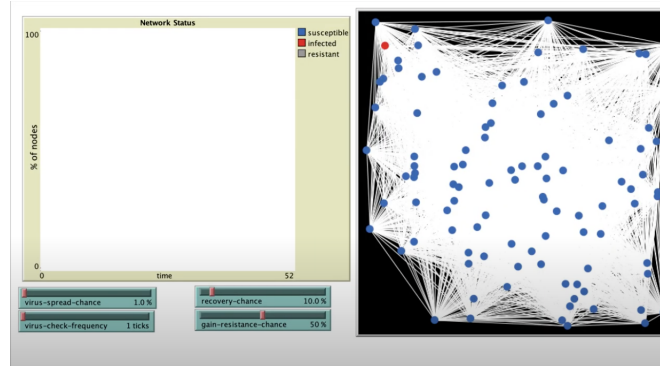 Network Status
100
susceptible
infected
resistant
% of nodes
0
0 time 52
virus-spread-chance 1.0 %
recovery-chance 10.0 %
virus-check-frequency 1 ticks
gain-resistance-chance 50 %